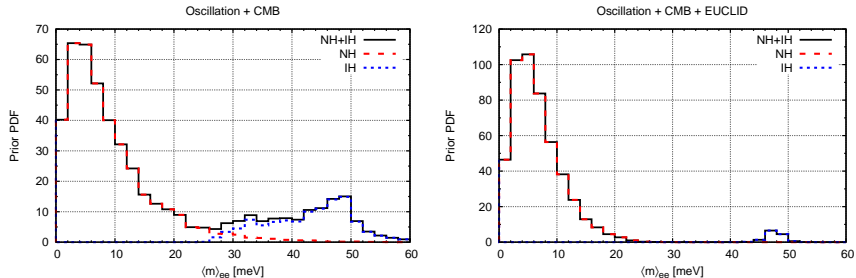 Oscillation + CMB
70
60
50
40
30
20
10
0
Prior PDF
NH+IH
NH
IH
0 10 20 30 40 50 60
⟨m⟩ee [meV]
Oscillation + CMB + EUCLID
120
100
80
60
40
20
0
Prior PDF
NH+IH
NH
IH
0 10 20 30 40 50 60
⟨m⟩ee [meV]